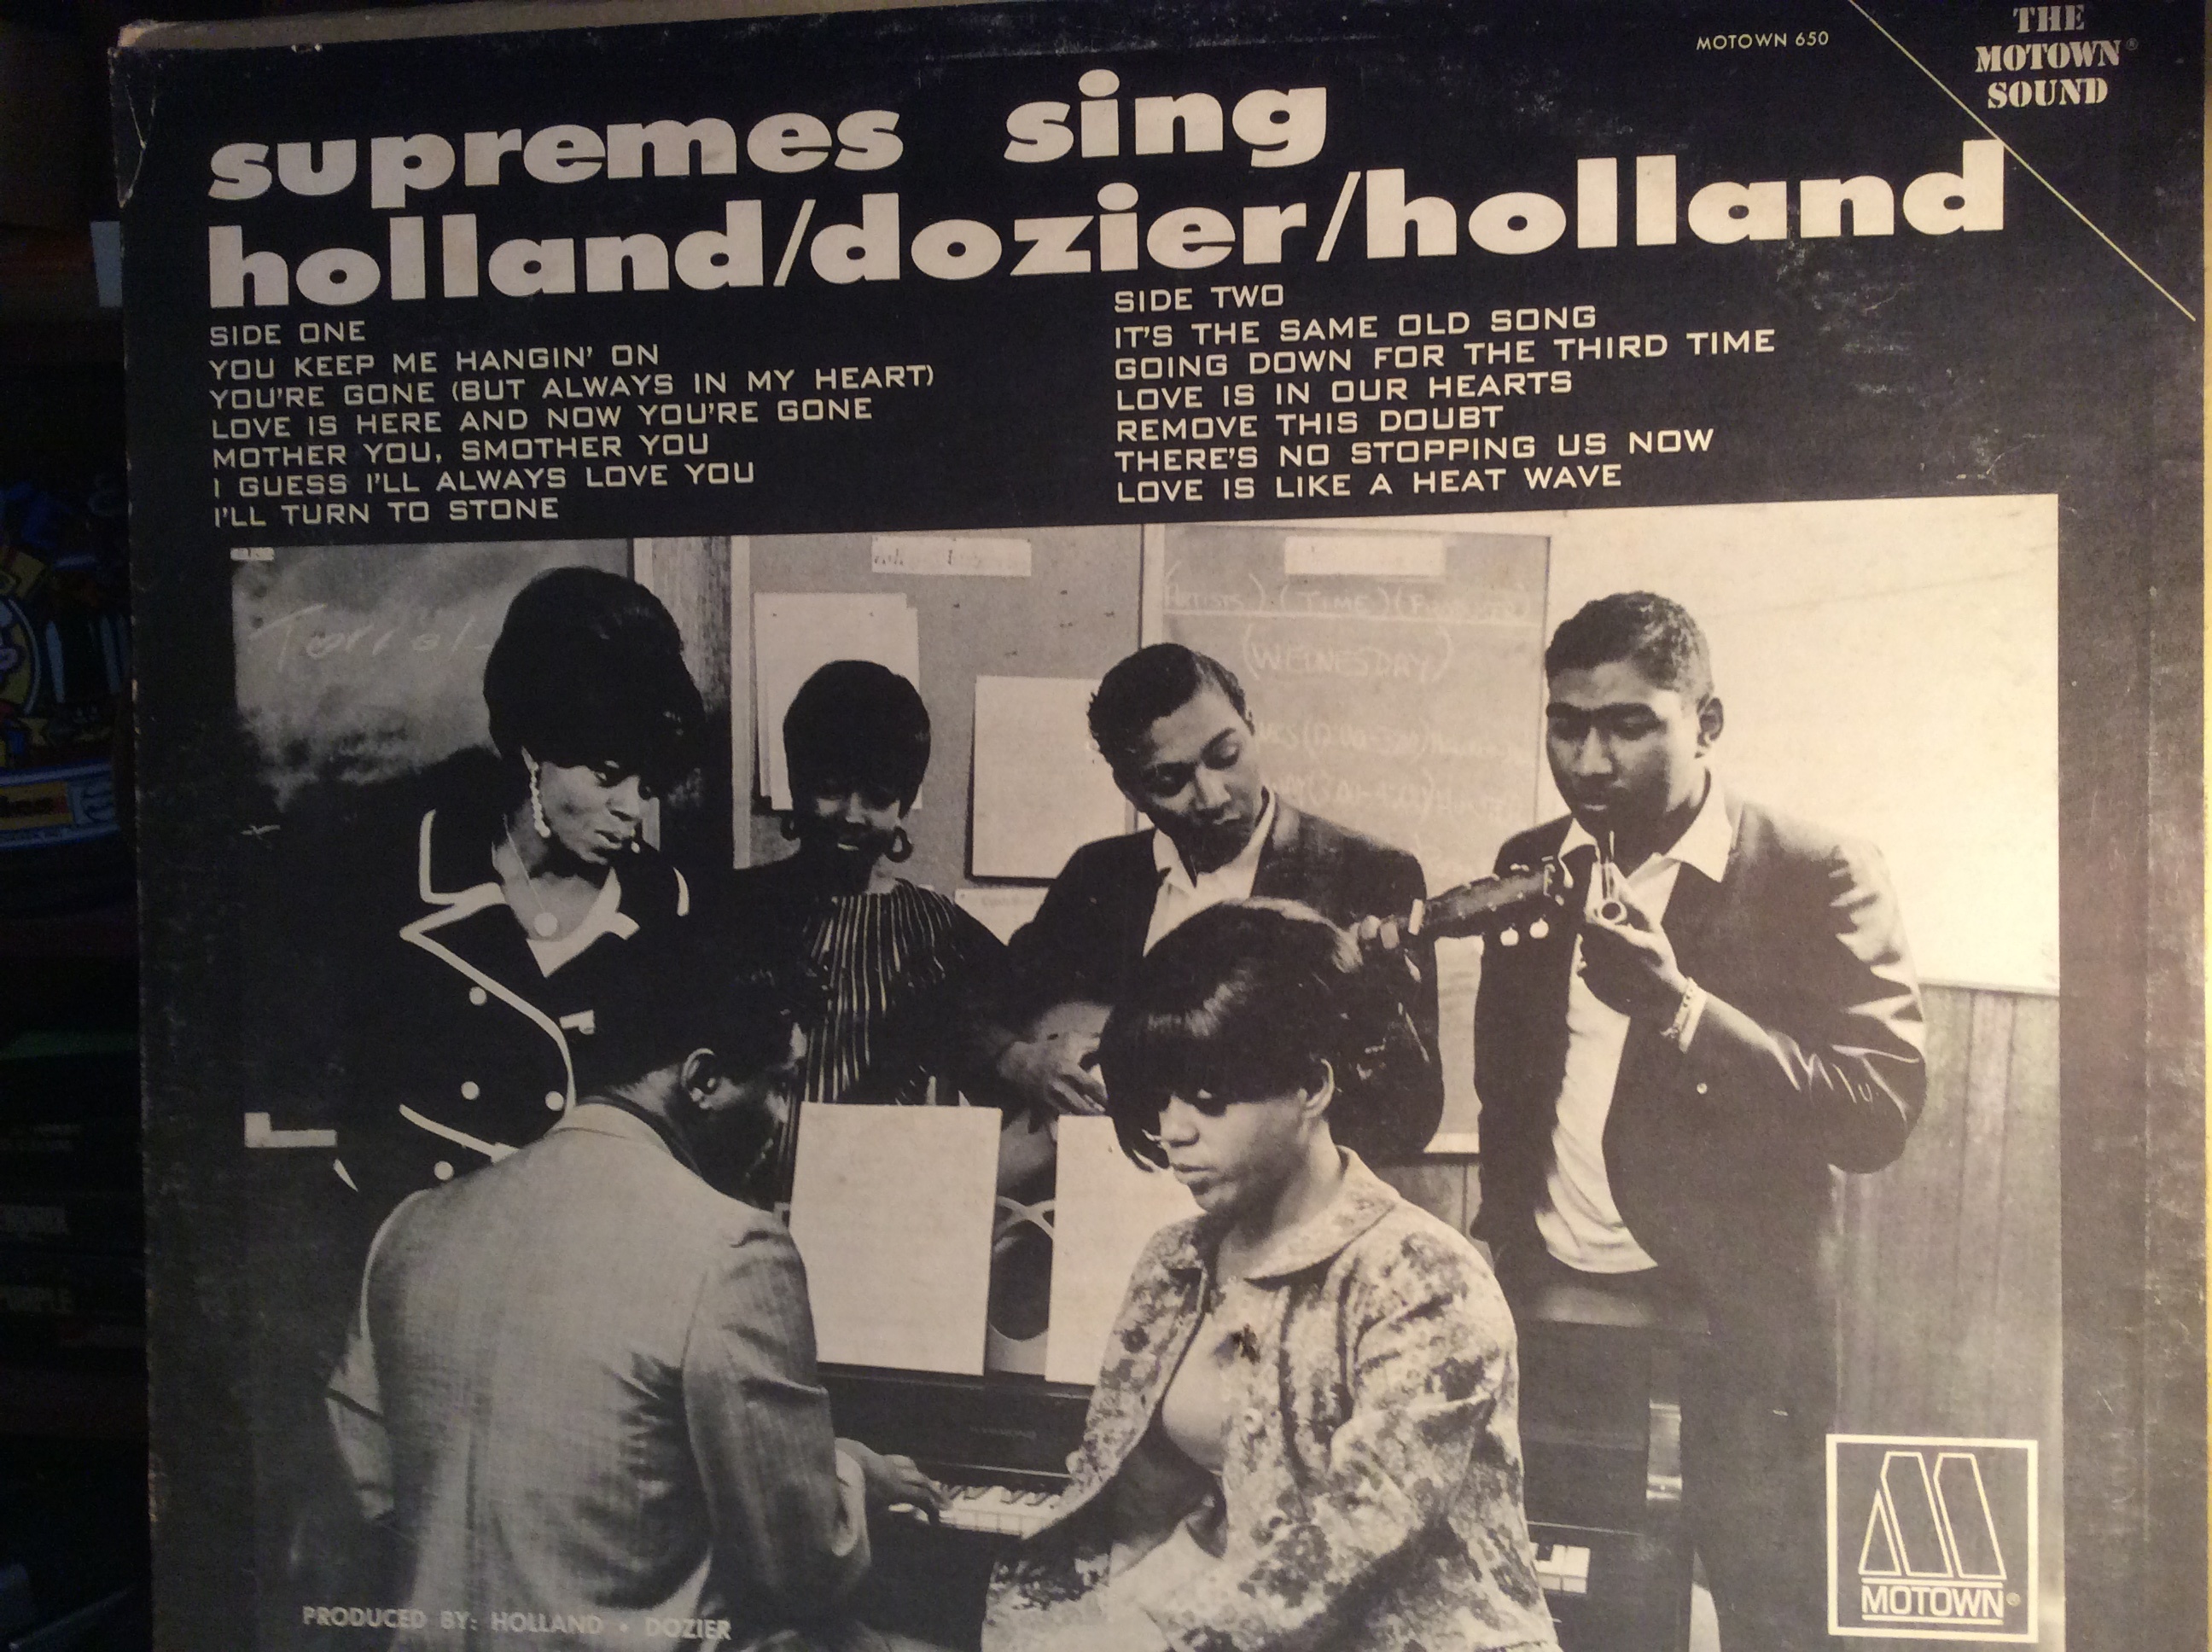 MOTOWN 650
THE
MOTOWN®
SOUND
supremes sing
holland/dozier/holland
SIDE ONE
YOU KEEP ME HANGIN' ON
YOU'RE GONE (BUT ALWAYS IN MY HEART)
LOVE IS HERE AND NOW YOU'RE GONE
MOTHER YOU, SMOTHER YOU
I GUESS I'LL ALWAYS LOVE YOU
I'LL TURN TO STONE
SIDE TWO
IT'S THE SAME OLD SONG
GOING DOWN FOR THE THIRD TIME
LOVE IS IN OUR HEARTS
REMOVE THIS DOUBT
THERE'S NO STOPPING US NOW
LOVE IS LIKE A HEAT WAVE
(ARTISTS) (TIME)
(WEDNESDAY)
PRODUCED BY: HOLLAND • DOZIER
MOTOWN®